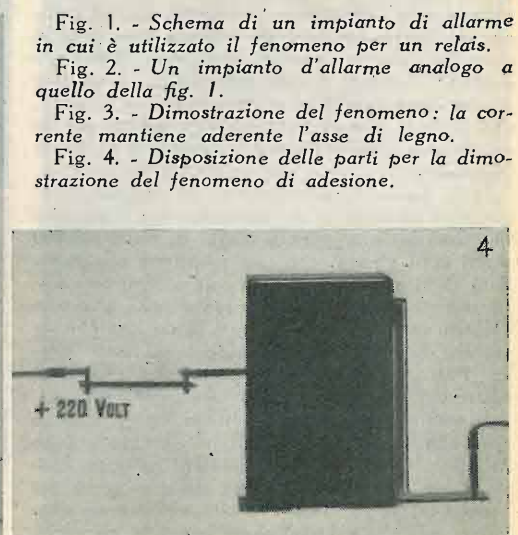 Fig. 1. - Schema di un impianto di allarme
in cui è utilizzato il fenomeno per un relais.
Fig. 2. - Un impianto d'allarme analogo a
quello della fig. 1.
Fig. 3. - Dimostrazione del fenomeno: la cor-
rente mantiene aderente l'asse di legno.
Fig. 4. - Disposizione delle parti per la dimo-
strazione del fenomeno di adesione.
4
+ 220 VOLT